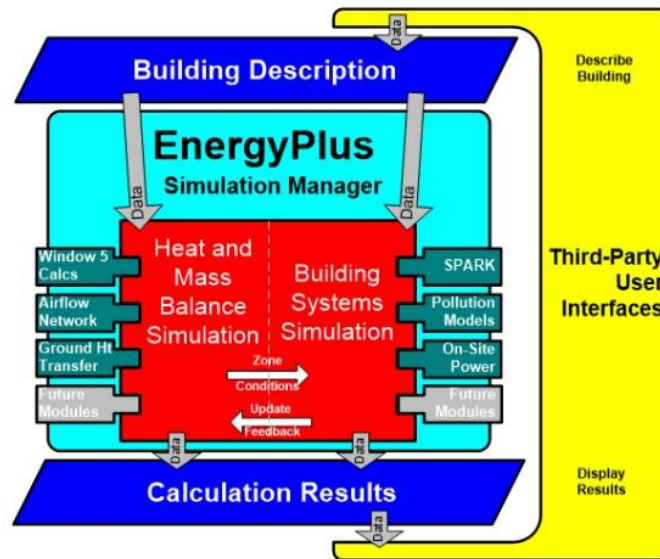 Data
Building Description
Describe
Building
EnergyPlus
Simulation Manager
Data
Data
Window 5
Calcs
Airflow
Network
Ground Ht
Transfer
Future
Modules
Heat and
Mass
Balance
Simulation
Building
Systems
Simulation
Zone
Conditions
Update
Feedback
SPARK
Pollution
Models
On-Site
Power
Future
Modules
Third-Party
User
Interfaces
Data
Data
Calculation Results
Display
Results
Data